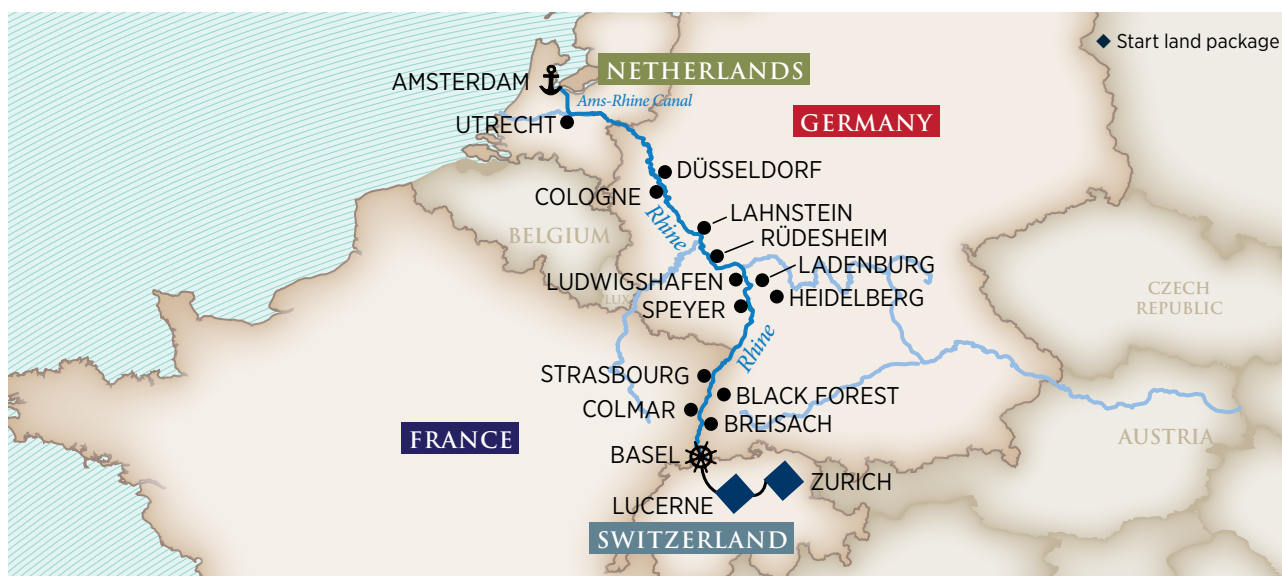 Start land package
NETHERLANDS
AMSTERDAM
Ams-Rhine Canal
UTRECHT
GERMANY
DÜSSELDORF
COLOGNE
Rhine
LAHNSTEIN
BELGIUM
RÜDESHEIM
LADENBURG
LUDWIGSHAFEN
LUX
HEIDELBERG
SPEYER
CZECH
REPUBLIC
Rhine
STRASBOURG
BLACK FOREST
COLMAR
BREISACH
FRANCE
AUSTRIA
BASEL
ZURICH
LUCERNE
SWITZERLAND